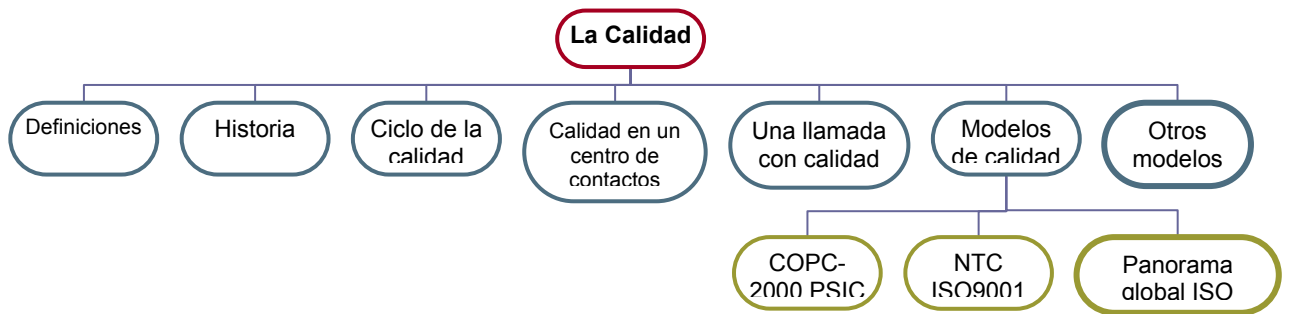 La Calidad
Definiciones
Historia
Ciclo de la
calidad
Calidad en un
centro de
contactos
Una llamada
con calidad
Modelos
de calidad
Otros
modelos
COPC-
2000 PSIC
NTC
ISO9001
Panorama
global ISO